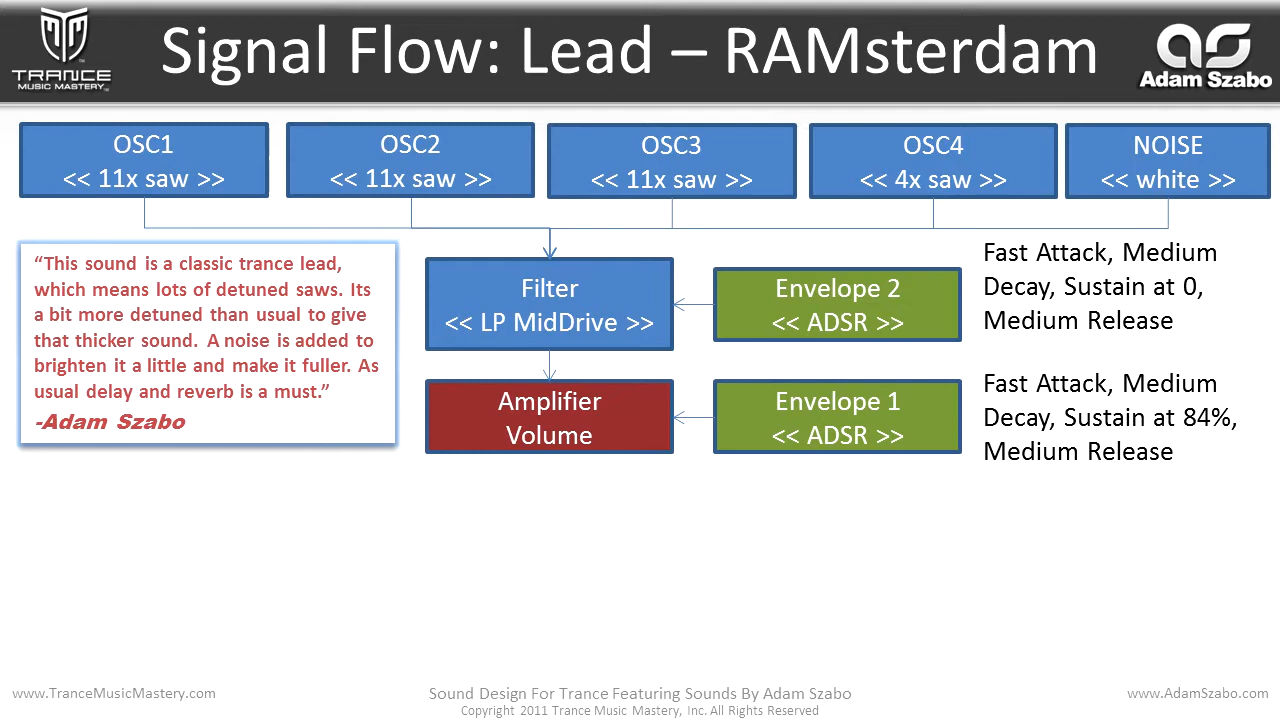 TRANCE
MUSIC MASTERY™
Signal Flow: Lead – RAMsterdam
Adam Szabo
OSC1
<< 11x saw >>
OSC2
<< 11x saw >>
OSC3
<< 11x saw >>
OSC4
<< 4x saw >>
NOISE
<< white >>
“This sound is a classic trance lead,
which means lots of detuned saws. Its
a bit more detuned than usual to give
that thicker sound. A noise is added to
brighten it a little and make it fuller. As
usual delay and reverb is a must.”
-Adam Szabo
Filter
<< LP MidDrive >>
Envelope 2
<< ADSR >>
Fast Attack, Medium
Decay, Sustain at 0,
Medium Release
Amplifier
Volume
Envelope 1
<< ADSR >>
Fast Attack, Medium
Decay, Sustain at 84%,
Medium Release
www.TranceMusicMastery.com
Sound Design For Trance Featuring Sounds By Adam Szabo
Copyright 2011 Trance Music Mastery, Inc. All Rights Reserved
www.AdamSzabo.com